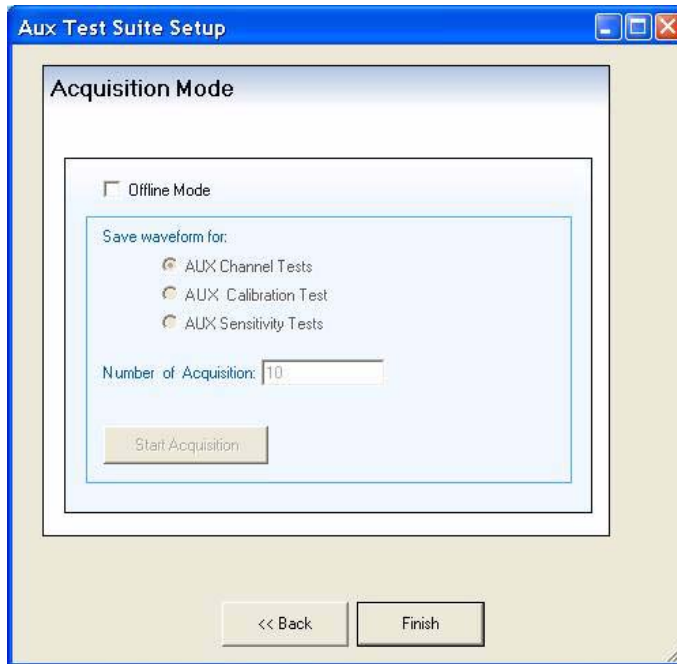 Aux Test Suite Setup
Acquisition Mode
Offline Mode
Save waveform for:
AUX Channel Tests
AUX Calibration Test
AUX Sensitivity Tests
Number of Acquisition: 10
Start Acquisition
<< Back
Finish